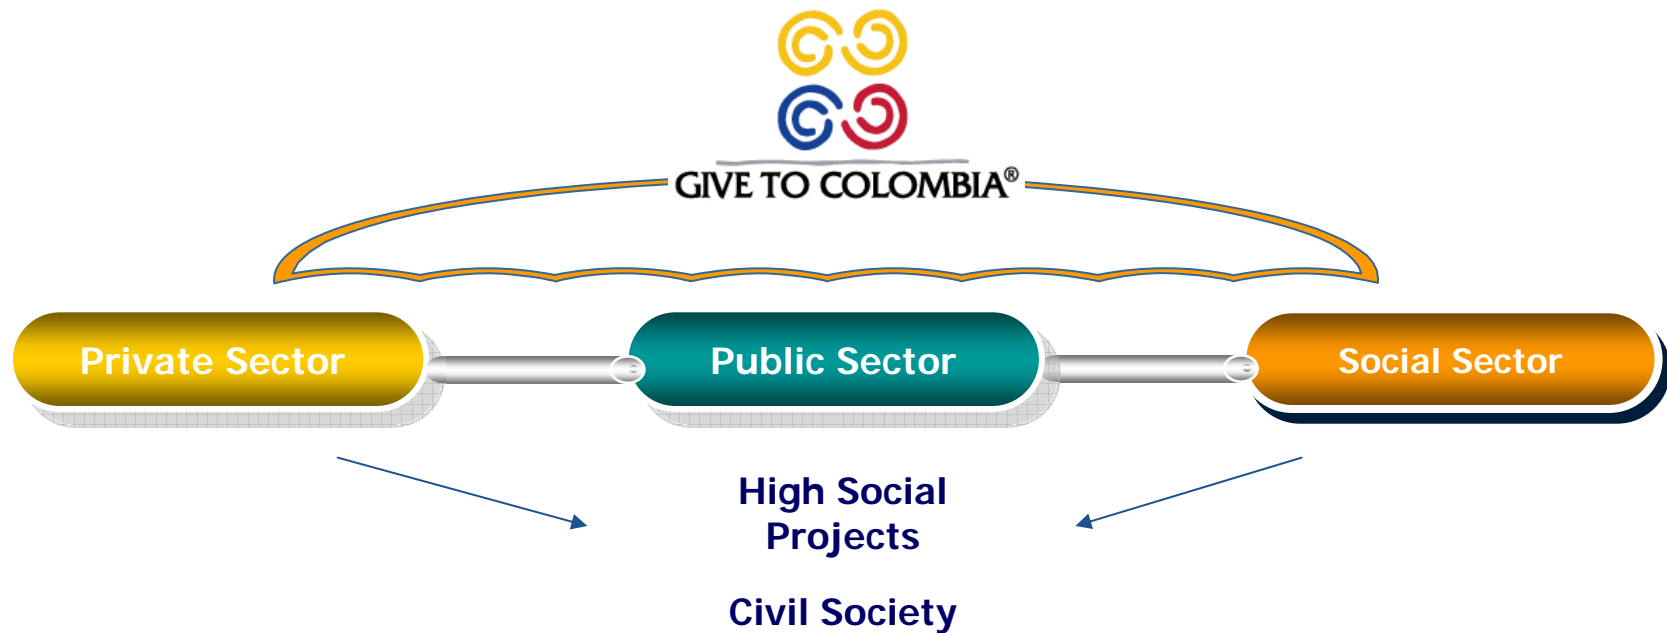 GIVE TO COLOMBIA®
Private Sector
Public Sector
Social Sector
High Social
Projects
Civil Society